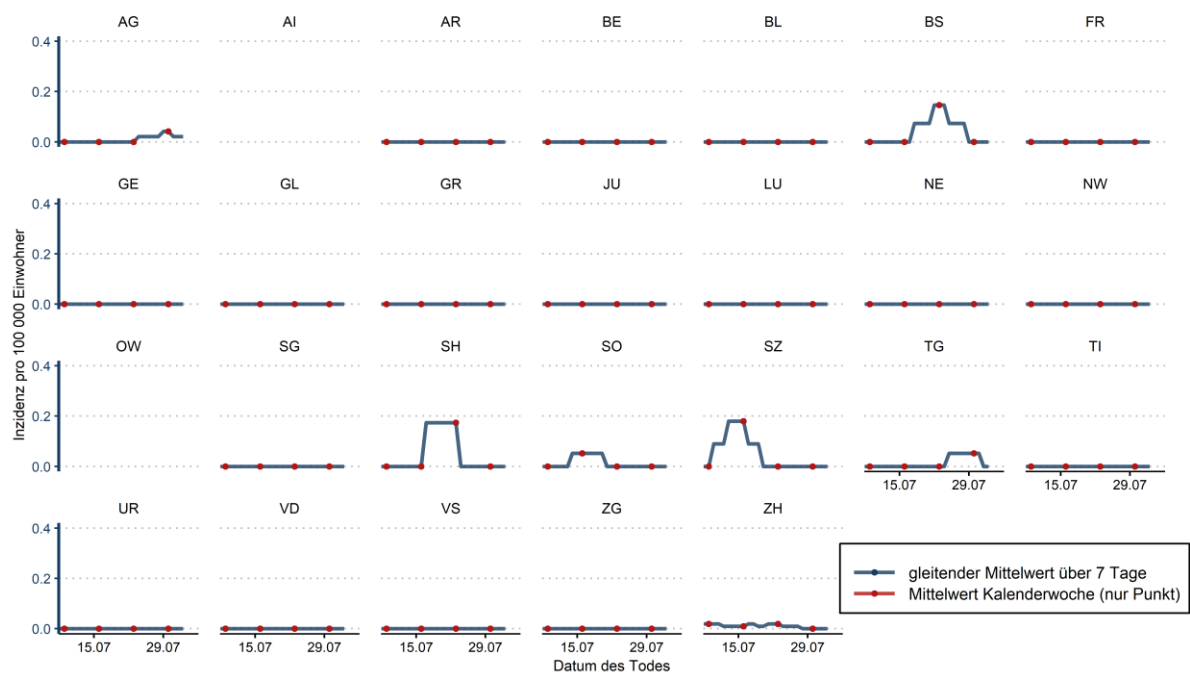 AG AI AR BE BL BS FR
0.4
0.2
0.0
GE GL GR JU LU NE NW
0.4
0.2
0.0
OW SG SH SO SZ TG TI
0.4
0.2
0.0
15.07 29.07 15.07 29.07
UR VD VS ZG ZH
0.4
0.2
0.0
15.07 29.07 15.07 29.07 15.07 29.07 15.07 29.07 15.07 29.07
Inzidenz pro 100 000 Einwohner
Datum des Todes
gleitender Mittelwert über 7 Tage
Mittelwert Kalenderwoche (nur Punkt)